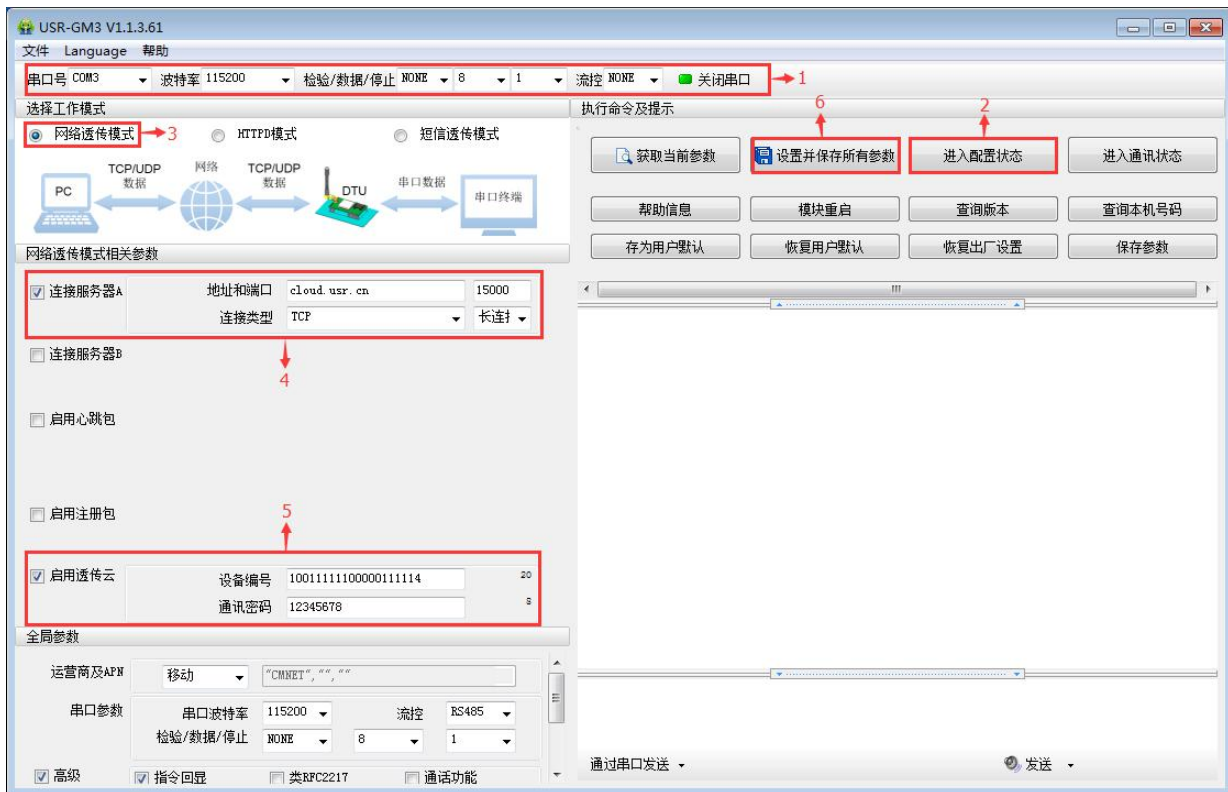 USR-GM3 V1.1.3.61
文件 Language 帮助
串口号 COM3 波特率 115200 检验/数据/停止 NONE 8 1 流控 NONE 关闭串口 1
选择工作模式
网络透传模式 3 HTTPD模式 短信透传模式
PC TCP/UDP 数据 网络 TCP/UDP 数据 DTU 串口数据 串口终端
网络透传模式相关参数
连接服务器A 地址和端口 cloud.usr.cn 15000
连接类型 TCP 长连接
4
连接服务器B
启用心跳包
启用注册包
5
启用透传云 设备编号 10011111100000111114 20
通讯密码 12345678 8
全局参数
运营商及APN 移动 "CMNET","",""
串口参数 串口波特率 115200 流控 RS485
检验/数据/停止 NONE 8 1
高级 指令回显 类RFC2217 通话功能
执行命令及提示
6 2
获取当前参数 设置并保存所有参数 进入配置状态 进入通讯状态
帮助信息 模块重启 查询版本 查询本机号码
存为用户默认 恢复用户默认 恢复出厂设置 保存参数
通过串口发送 发送